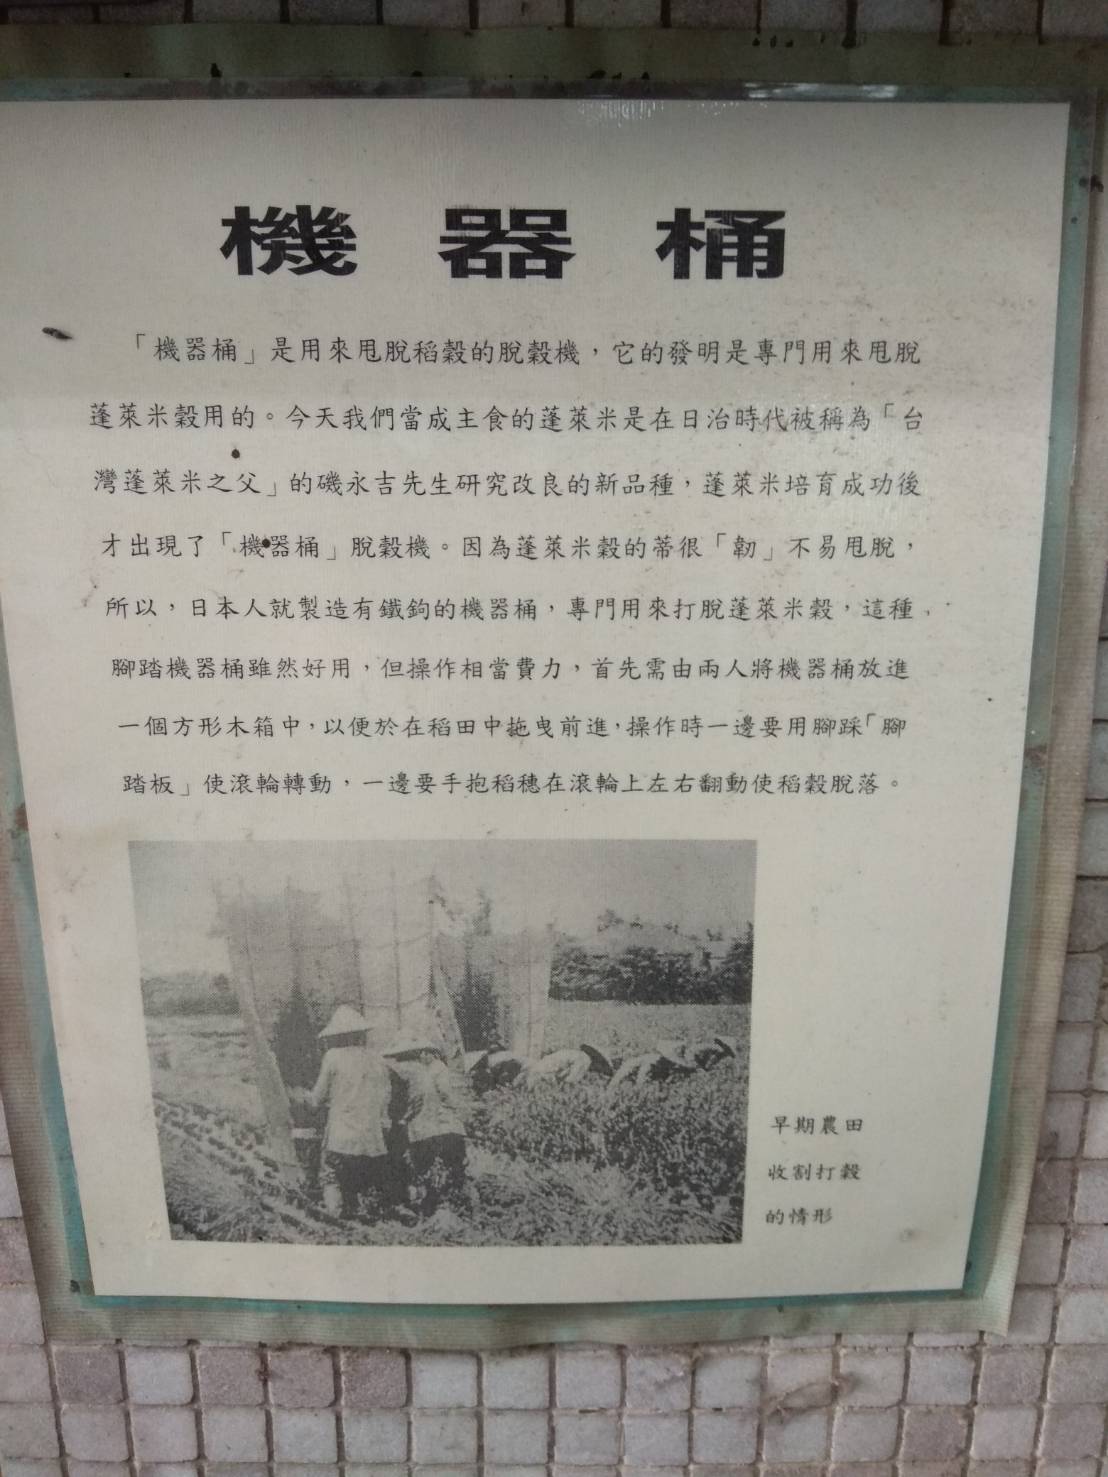 機器桶
「機器桶」是用來甩脫稻穀的脫穀機，它的發明是專門用來甩脫
蓬萊米穀用的。今天我們當成主食的蓬萊米是在日治時代被稱為「台
灣蓬萊米之父」的磯永吉先生研究改良的新品種，蓬萊米培育成功後
才出現了「機器桶」脫穀機。因為蓬萊米穀的蒂很「韌」不易甩脫，
所以，日本人就製造有鐵鉤的機器桶，專門用來打脫蓬萊米穀，這種
腳踏機器桶雖然好用，但操作相當費力，首先需由兩人將機器桶放進
一個方形木箱中，以便於在稻田中拖曳前進，操作時一邊要用腳踩「腳
踏板」使滾輪轉動，一邊要手抱稻穗在滾輪上左右翻動使稻穀脫落。
早期農田
收割打穀
的情形